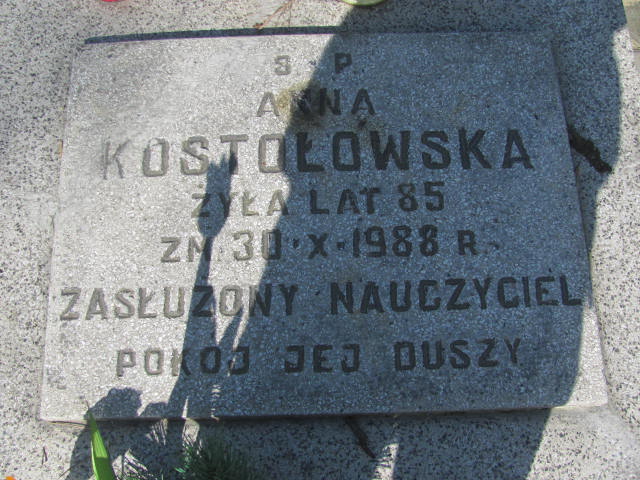 Ś P
ANNA
KOSTOŁOWSKA
ŻYŁA LAT 85
ZM. 30·X·1988 R.
ZASŁUŻONY NAUCZYCIEL
POKÓJ JEJ DUSZY